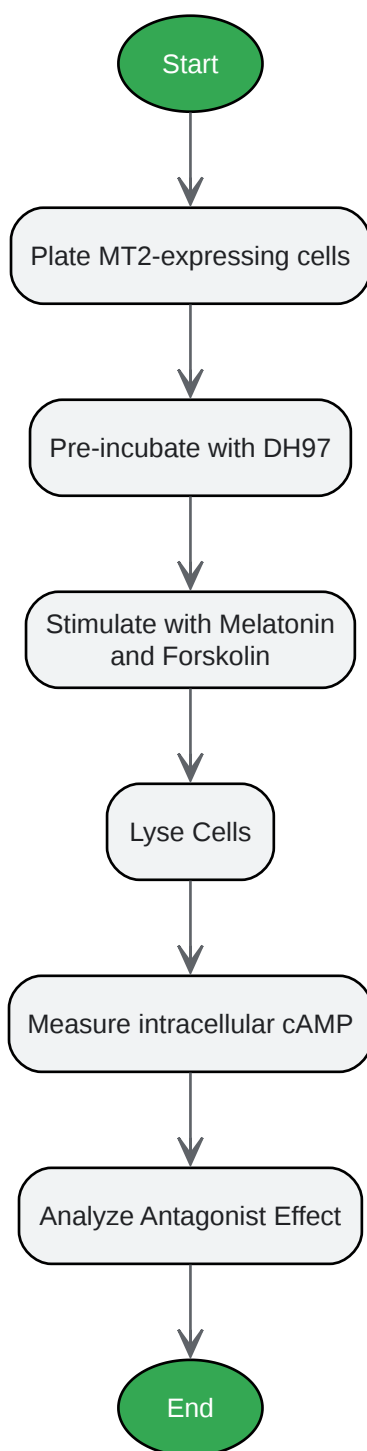 Start
Plate MT2-expressing cells
Pre-incubate with DH97
Stimulate with Melatonin
and Forskolin
Lyse Cells
Measure intracellular cAMP
Analyze Antagonist Effect
End